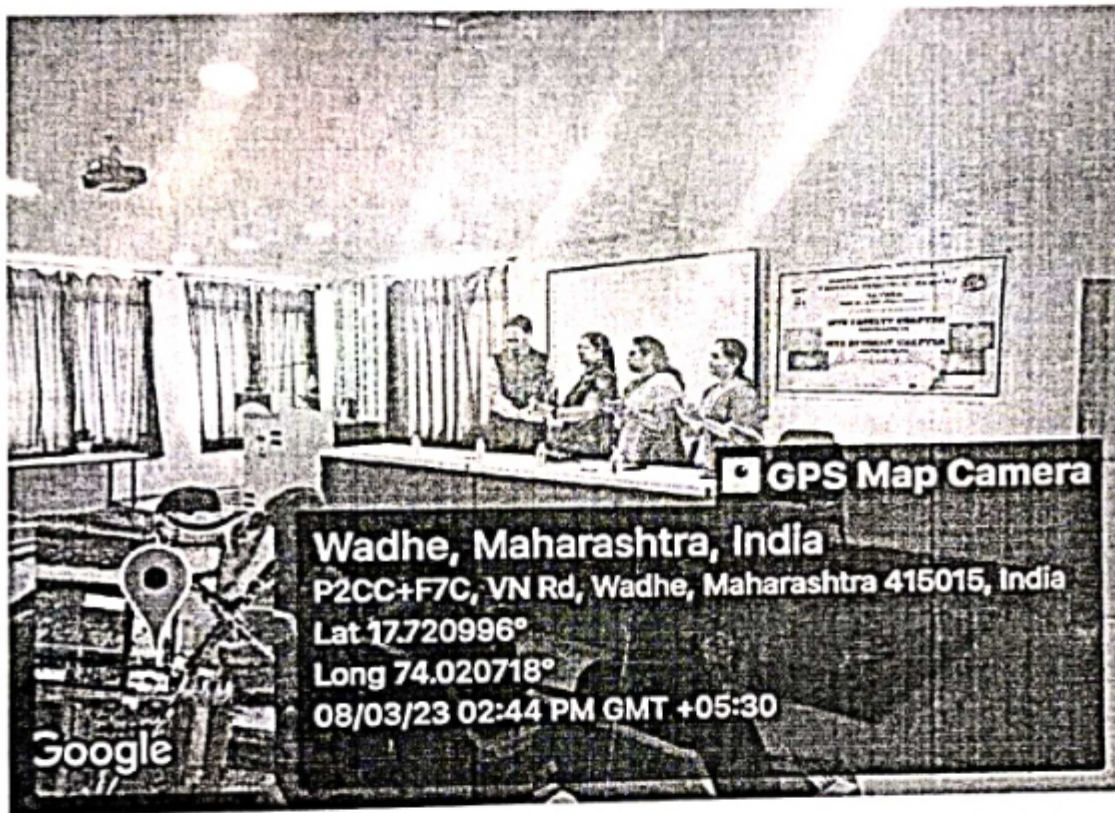 GPS Map Camera
Wadhe, Maharashtra, India
P2CC+F7C, VN Rd, Wadhe, Maharashtra 415015, India
Lat 17.720996°
Long 74.020718°
08/03/23 02:44 PM GMT +05:30
Google